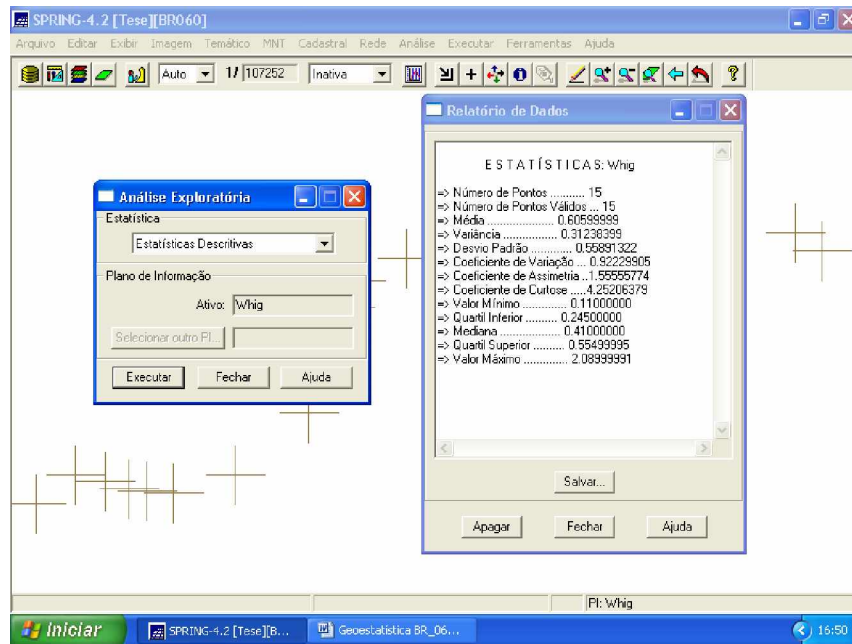 SPRING-4.2 [Tese][BR060]
Arquivo Editar Exibir Imagem Temático MNT Cadastral Rede Análise Executar Ferramentas Ajuda
Auto 1/ 107252 Inativa
Relatório de Dados
E S T A T Í S T I C A S: Whig
=> Número de Pontos .......... 15
=> Número de Pontos Válidos ... 15
=> Média ................. 0.60599999
=> Variância .............. 0.31238399
=> Desvio Padrão .......... 0.55891322
=> Coeficiente de Variação ... 0.92229905
=> Coeficiente de Assimetria ..1.55555774
=> Coeficiente de Curtose .....4.25206379
=> Valor Mínimo ............. 0.11000000
=> Quartil Inferior .......... 0.24500000
=> Mediana ................. 0.41000000
=> Quartil Superior .......... 0.55499995
=> Valor Máximo ............. 2.08999991
Salvar...
Apagar Fechar Ajuda
Análise Exploratória
Estatística
Estatísticas Descritivas
Plano de Informação
Ativo: Whig
Selecionar outro PI...
Executar Fechar Ajuda
PI: Whig
Iniciar SPRING-4.2 [Tese][B... Geoestatística BR_06... 16:50